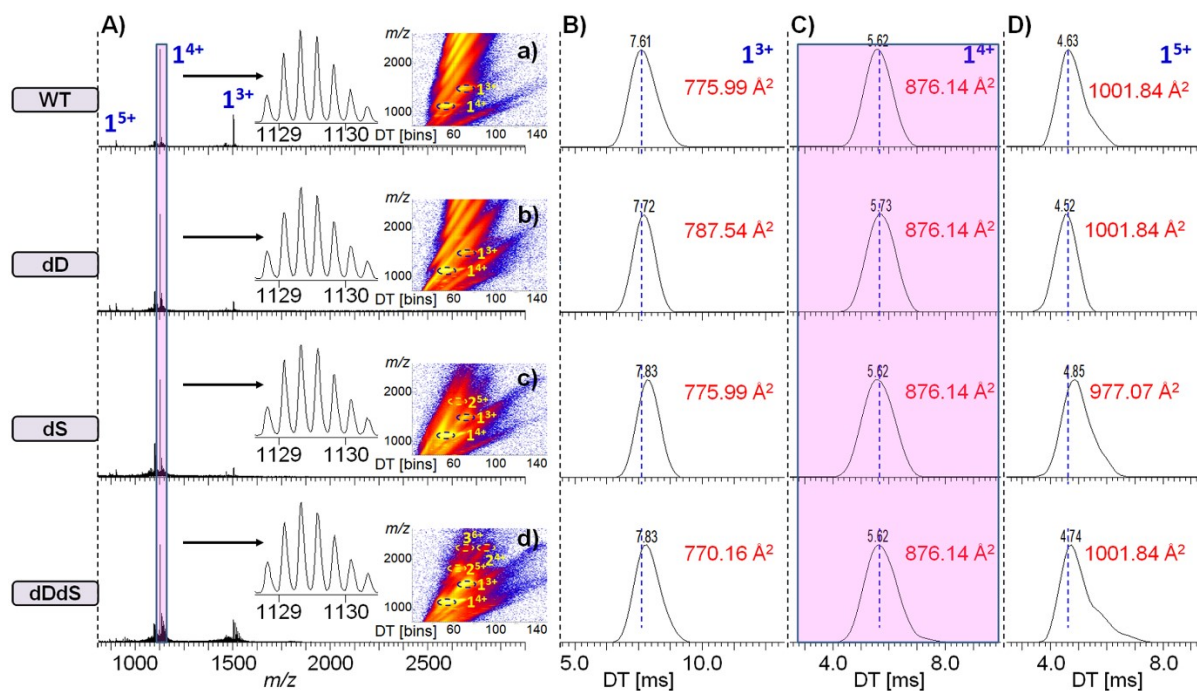 A) B) C) D)
WT
1⁵⁺ 1⁴⁺ 1³⁺
1129 1130
m/z
2000
1000
a)
1³⁺
1⁴⁺
DT [bins] 60 100 140
7.61 1³⁺
775.99 Å²
5.62 1⁴⁺
876.14 Å²
4.63 1⁵⁺
1001.84 Å²
dD
1129 1130
m/z
2000
1000
b)
1³⁺
1⁴⁺
DT [bins] 60 100 140
7.72
787.54 Å²
5.73
876.14 Å²
4.52
1001.84 Å²
dS
1129 1130
m/z
2000
1000
c)
2⁵⁺
1³⁺
1⁴⁺
DT [bins] 60 100 140
7.83
775.99 Å²
5.62
876.14 Å²
4.85
977.07 Å²
dDdS
1129 1130
m/z
2000
1000
d)
3⁶⁺
2⁴⁺
2⁵⁺
1³⁺
1⁴⁺
DT [bins] 60 100 140
7.83
770.16 Å²
5.62
876.14 Å²
4.74
1001.84 Å²
1000 1500 2000 2500
m/z
5.0 10.0
DT [ms]
4.0 8.0
DT [ms]
4.0 8.0
DT [ms]